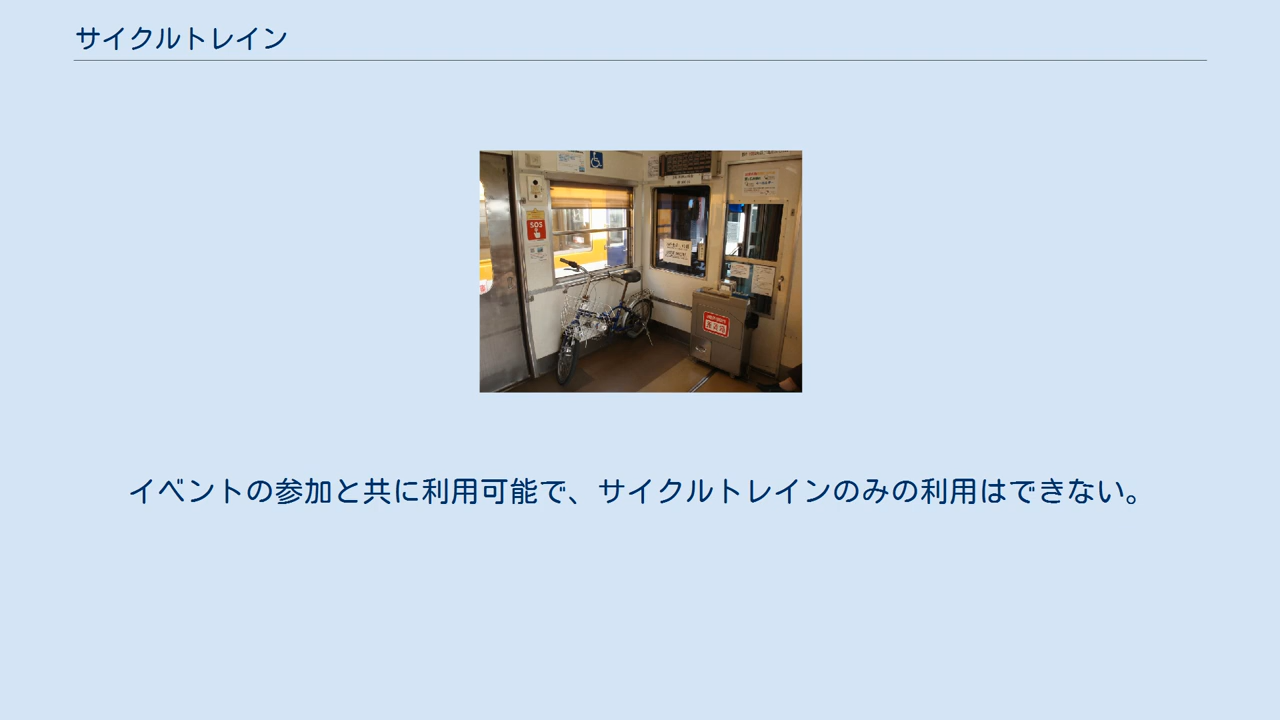 サイクルトレイン
SOS
イベントの参加と共に利用可能で、サイクルトレインのみの利用はできない。